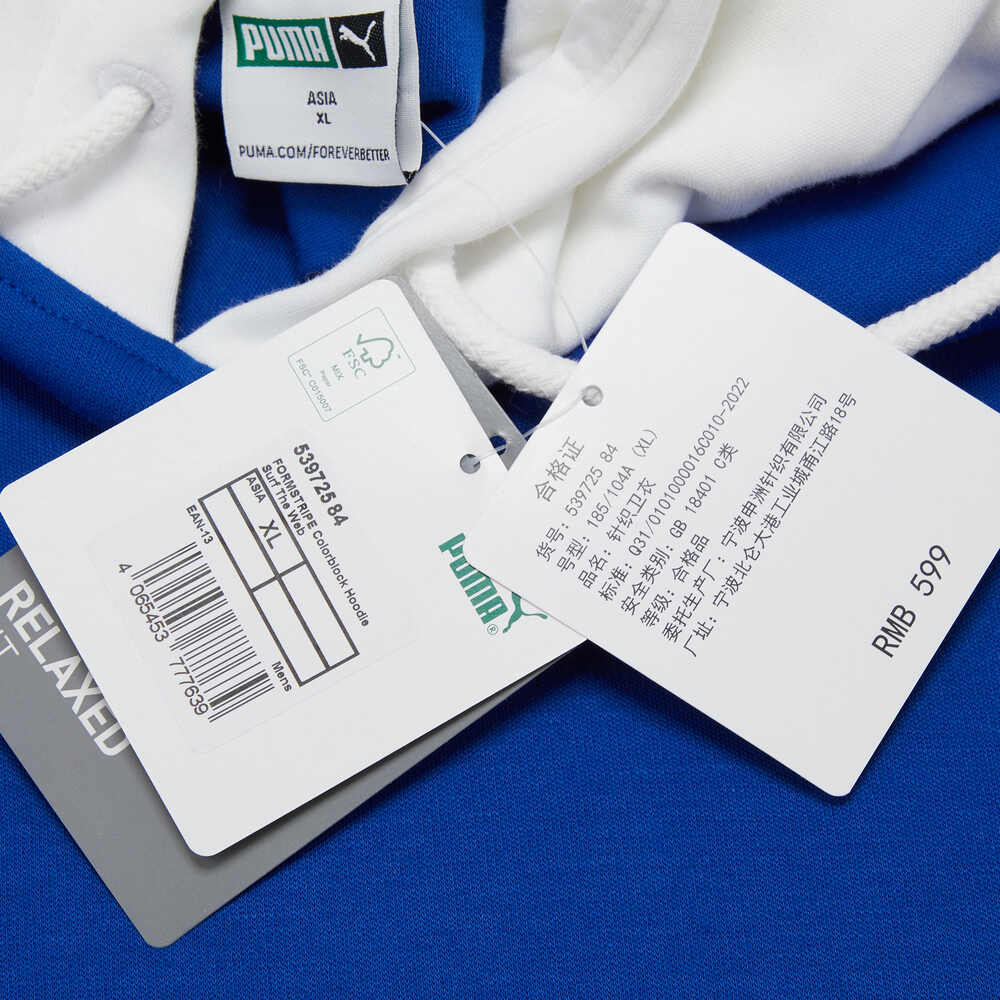 PUMA
ASIA
XL
PUMA.COM/FOREVERBETTER
FSC
MIX
Paper
FSC™ C015007
539725 84
FORMSTRIPE Colorblock Hoodie
Surf The Web
ASIA
XL
Mens
EAN-13
4 065453 777639
PUMA®
RELAXED
合格证
货号：539725 84
号型：185/104A (XL)
品名：针织卫衣
标准：Q31/0101000016C010-2022
安全类别：GB 18401 C类
等级：合格品
委托生产厂：宁波申洲针织有限公司
厂址：宁波北仑大港工业城甬江路18号
RMB 599